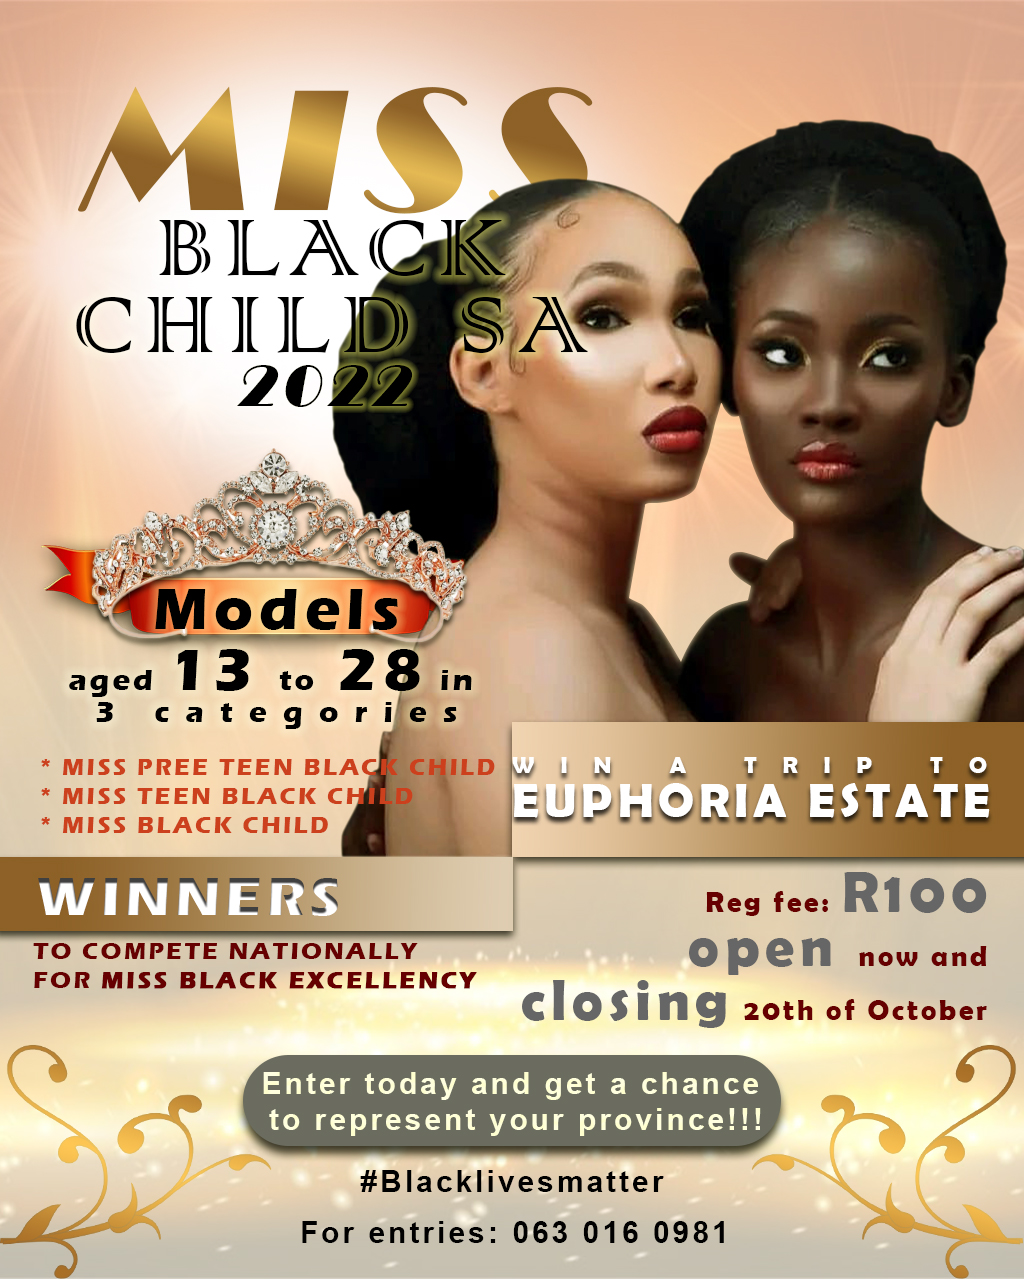 MISS
BLACK
CHILD SA
2022
Models
aged 13 to 28 in
3 categories
* MISS PREE TEEN BLACK CHILD
* MISS TEEN BLACK CHILD
* MISS BLACK CHILD
WIN A TRIP TO
EUPHORIA ESTATE
WINNERS
TO COMPETE NATIONALLY
FOR MISS BLACK EXCELLENCY
Reg fee: R100
open now and
closing 20th of October
Enter today and get a chance
to represent your province!!!
#Blacklivesmatter
For entries: 063 016 0981